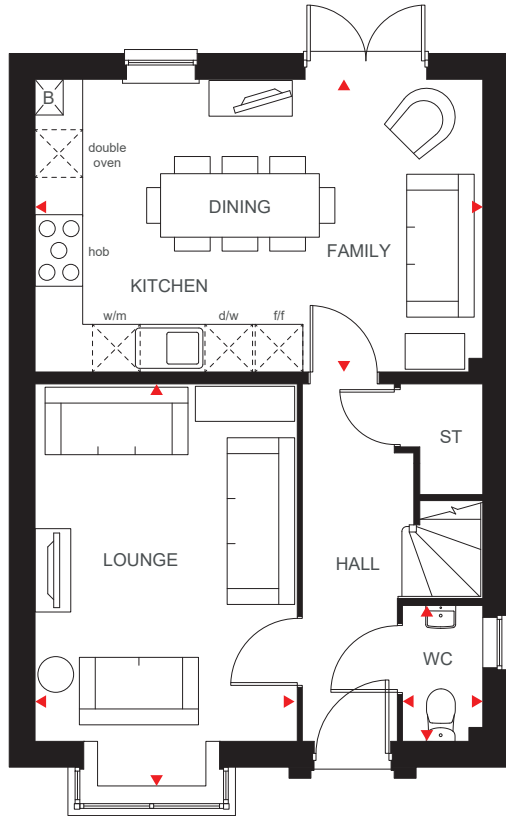 B
double
oven
DINING
hob
FAMILY
KITCHEN
w/m
d/w
f/f
ST
LOUNGE
HALL
WC